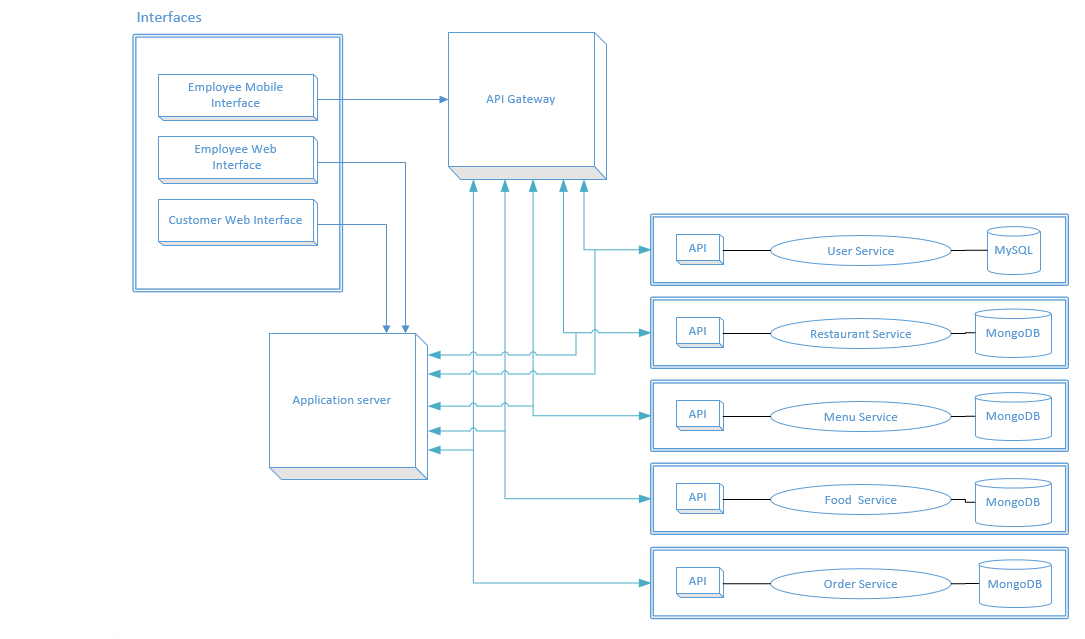 Interfaces
Employee Mobile
Interface
Employee Web
Interface
Customer Web Interface
API Gateway
Application server
API
User Service
MySQL
API
Restaurant Service
MongoDB
API
Menu Service
MongoDB
API
Food  Service
MongoDB
API
Order Service
MongoDB